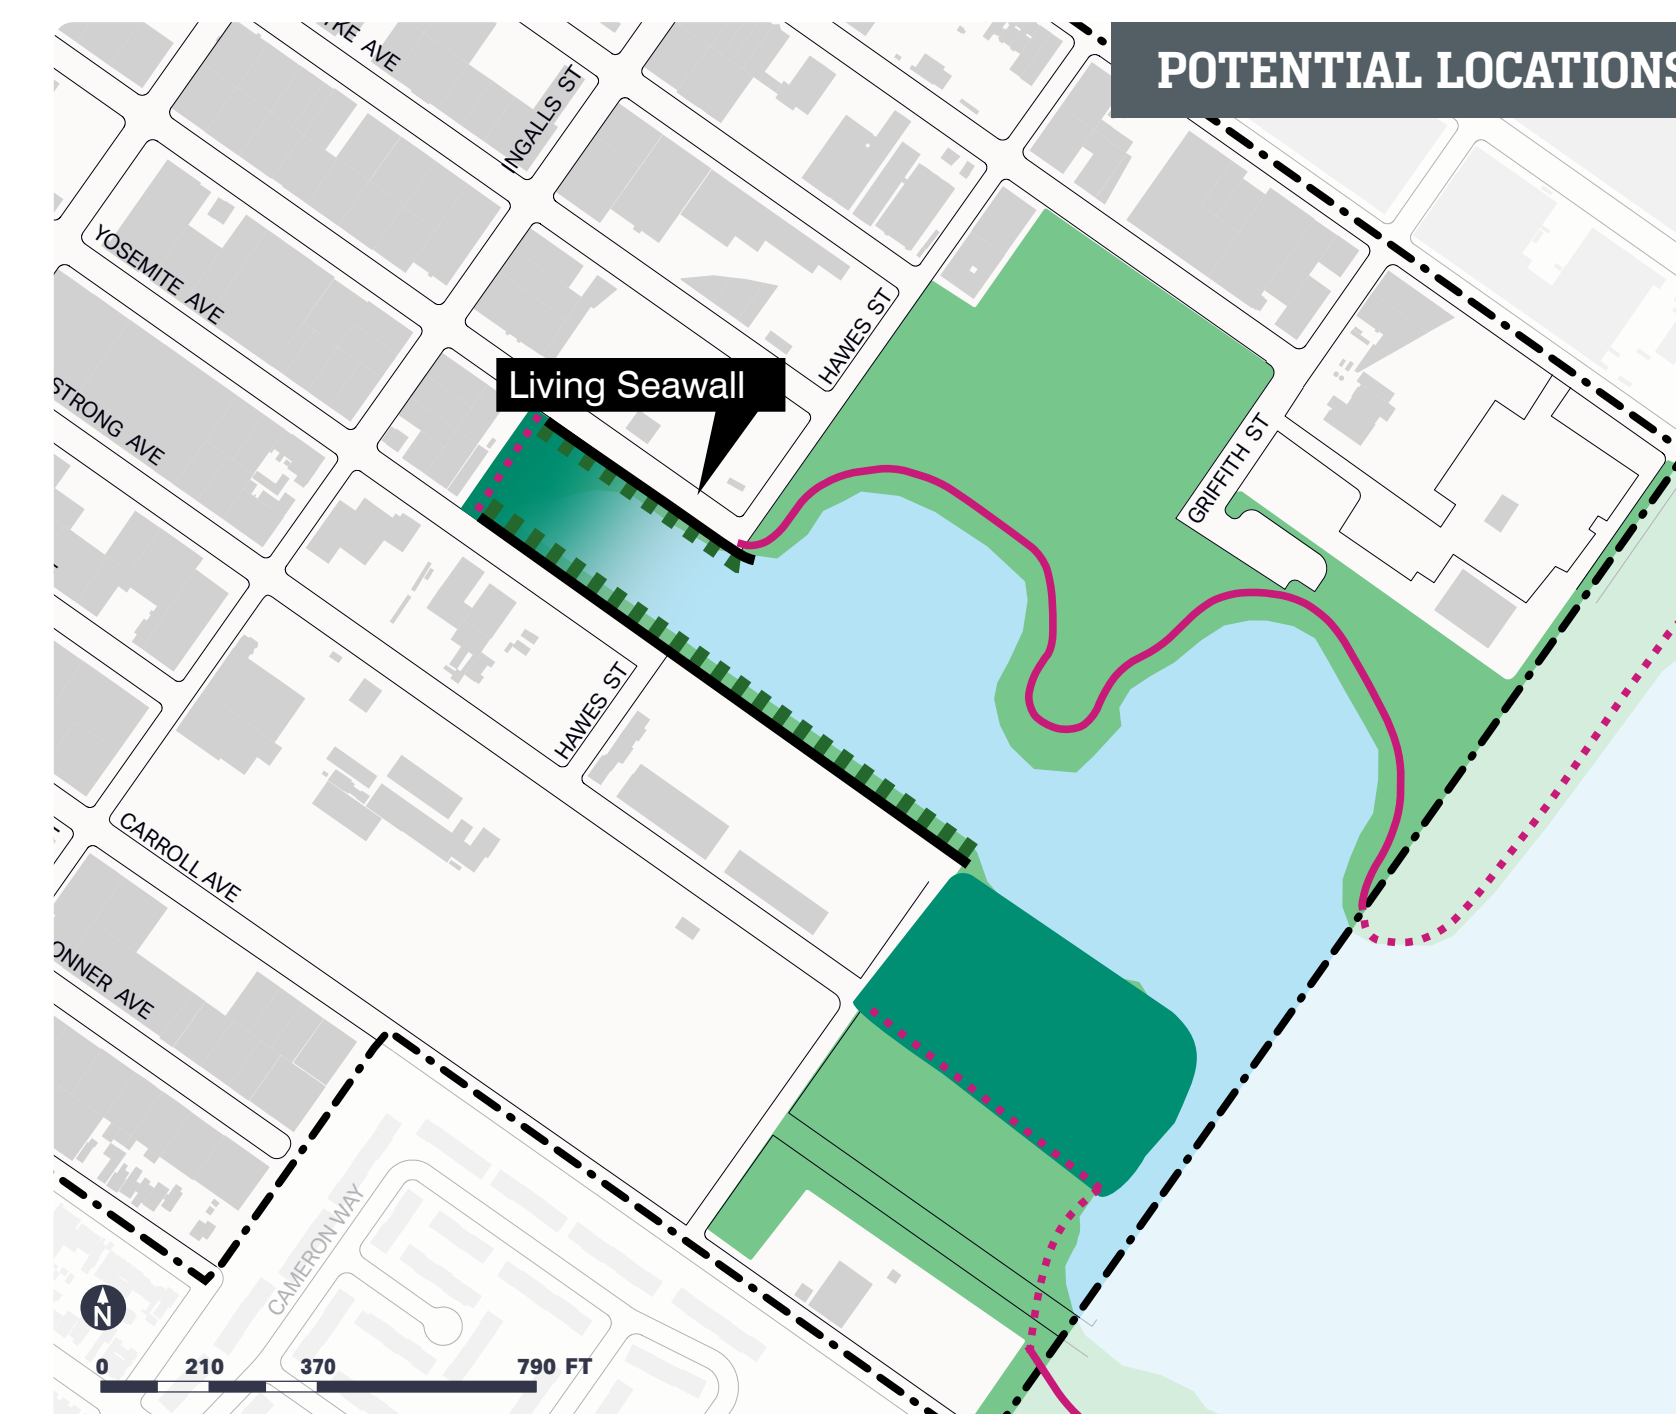 POTENTIAL LOCATIONS
KE AVE
INGALLS ST
YOSEMITE AVE
HAWES ST
Living Seawall
STRONG AVE
GRIFFITH ST
HAWES ST
CARROLL AVE
ONNER AVE
CAMERON WAY
N
0 210 370 790 FT